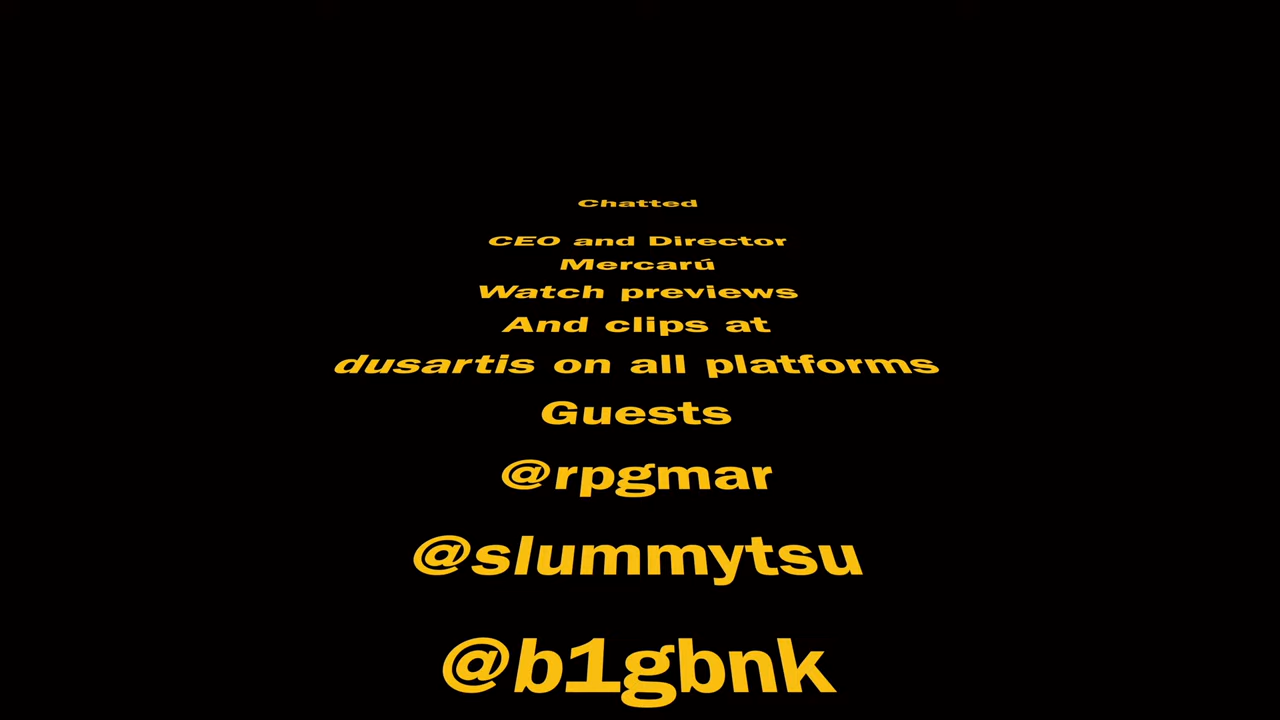 Chatted
CEO and Director
Mercarú
Watch previews
And clips at
dusartis on all platforms
Guests
@rpgmar
@slummytsu
@b1gbnk